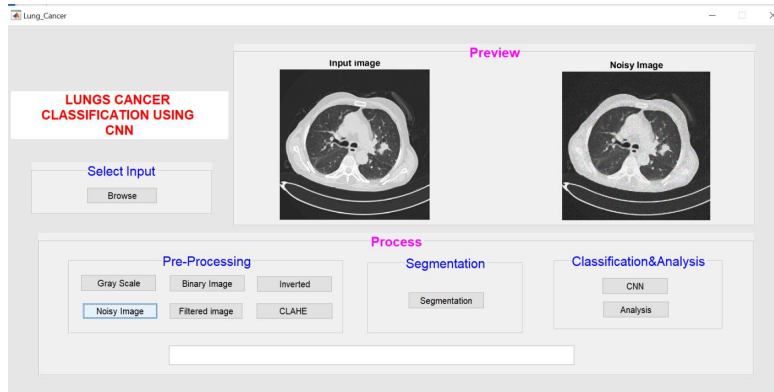 Lung_Cancer
Preview
Input image
Noisy Image
LUNGS CANCER
CLASSIFICATION USING
CNN
Select Input
Browse
Process
Pre-Processing
Segmentation
Classification&Analysis
Gray Scale
Binary Image
Inverted
CNN
Segmentation
Noisy Image
Filtered image
CLAHE
Analysis